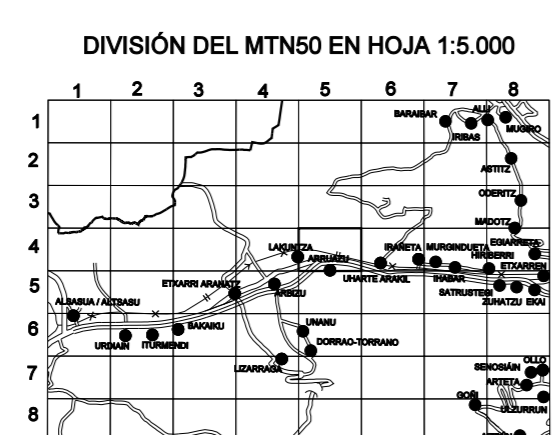 DIVISIÓN DEL MTN50 EN HOJA 1:5.000
1 2 3 4 5 6 7 8
1
BARAIBAR
ALLI
IRIBAS
MUGIRO
2
ASTITZ
3
ODERITZ
MADOTZ
4
LAKUNTZA
ARRUAZU
IRAÑETA
MURGINDUETA
HIRIBERRI
EGIARRETA
ETXARREN
5
ETXARRI ARANATZ
ARBIZU
UHARTE ARAKIL
IHABAR
SATRUSTEGI
ZUHATZU
EKAI
ALSASUA / ALTSASU
6
URDIAIN
ITURMENDI
BAKAIKU
UNANU
DORRAO-TORRANO
7
LIZARRAGA
SENOSIÁIN
OLLO
ARTETA
GOÑI
ULZURRUN
8